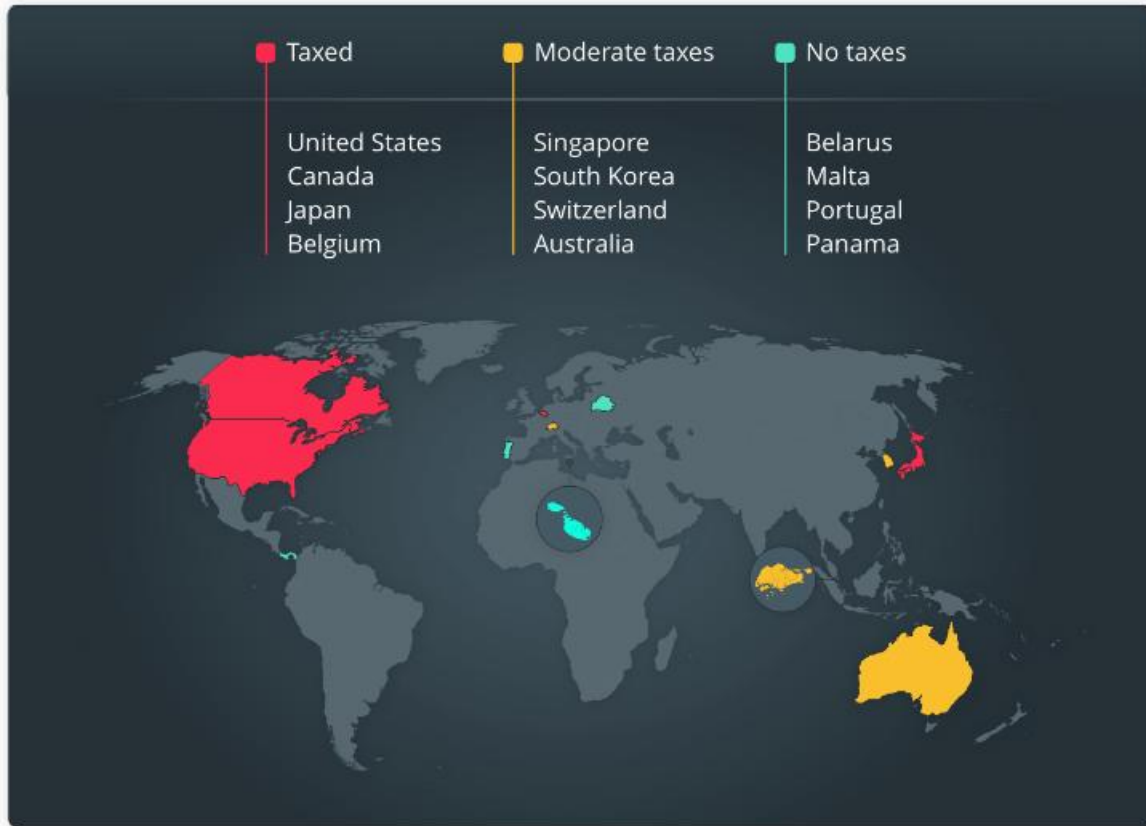 Taxed
Moderate taxes
No taxes
United States
Canada
Japan
Belgium
Singapore
South Korea
Switzerland
Australia
Belarus
Malta
Portugal
Panama